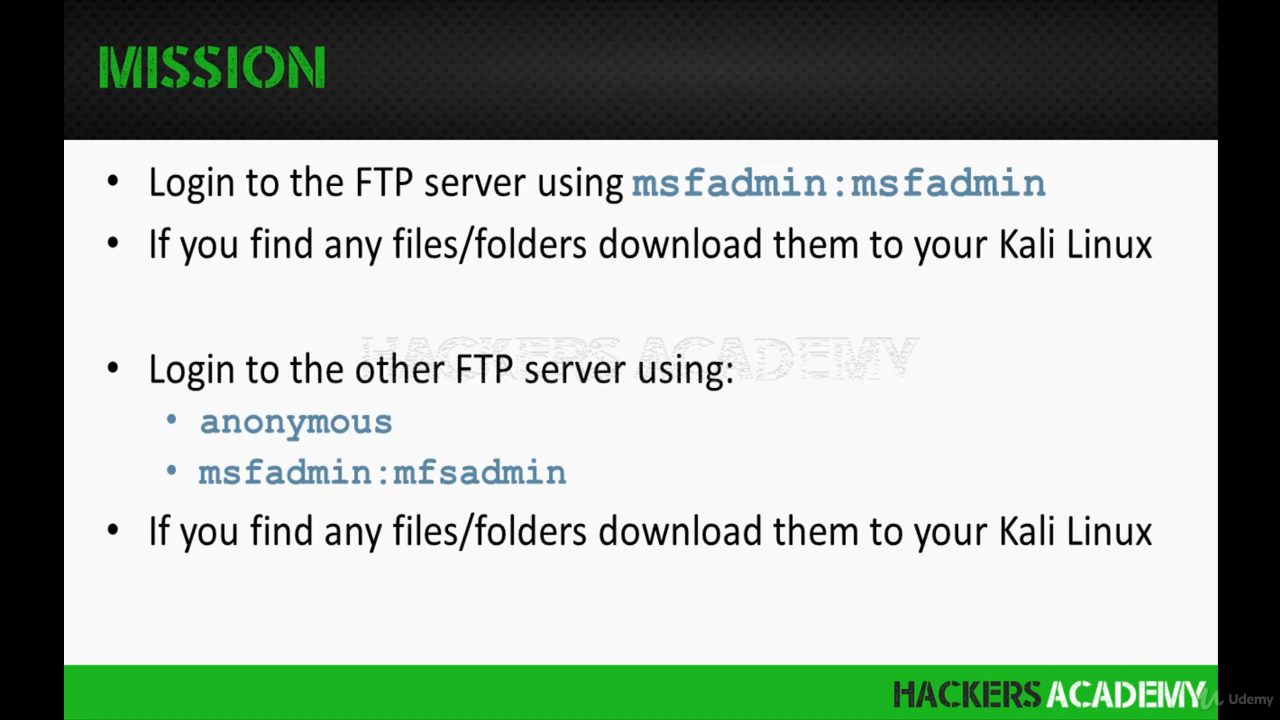 MISSION
• Login to the FTP server using msfadmin:msfadmin
• If you find any files/folders download them to your Kali Linux
HACKERS ACADEMY
• Login to the other FTP server using:
• anonymous
• msfadmin:mfsadmin
• If you find any files/folders download them to your Kali Linux
HACKERS ACADEMY
Udemy